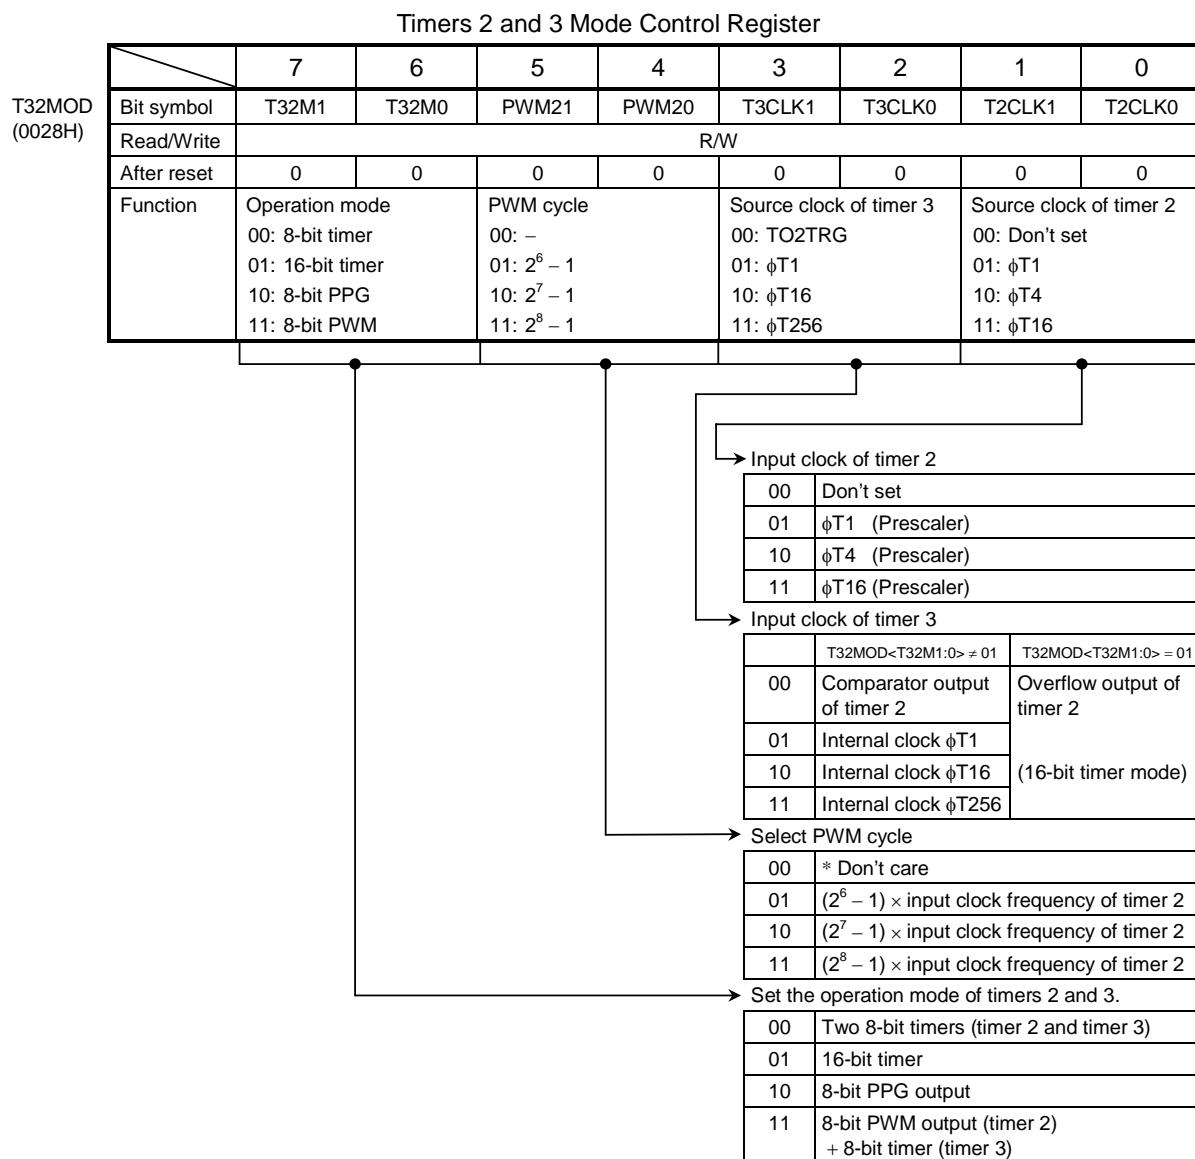 Timers 2 and 3 Mode Control Register
7 6 5 4 3 2 1 0
T32MOD
(0028H)
Bit symbol T32M1 T32M0 PWM21 PWM20 T3CLK1 T3CLK0 T2CLK1 T2CLK0
Read/Write R/W
After reset 0 0 0 0 0 0 0 0
Function Operation mode PWM cycle Source clock of timer 3 Source clock of timer 2
00: 8-bit timer 00: – 00: TO2TRG 00: Don't set
01: 16-bit timer 01: 2⁶ – 1 01: ϕT1 01: ϕT1
10: 8-bit PPG 10: 2⁷ – 1 10: ϕT16 10: ϕT4
11: 8-bit PWM 11: 2⁸ – 1 11: ϕT256 11: ϕT16
Input clock of timer 2
00 Don't set
01 ϕT1 (Prescaler)
10 ϕT4 (Prescaler)
11 ϕT16 (Prescaler)
Input clock of timer 3
T32MOD<T32M1:0> ≠ 01 T32MOD<T32M1:0> = 01
00 Comparator output Overflow output of
of timer 2 timer 2
01 Internal clock ϕT1
10 Internal clock ϕT16 (16-bit timer mode)
11 Internal clock ϕT256
Select PWM cycle
00 * Don't care
01 (2⁶ – 1) × input clock frequency of timer 2
10 (2⁷ – 1) × input clock frequency of timer 2
11 (2⁸ – 1) × input clock frequency of timer 2
Set the operation mode of timers 2 and 3.
00 Two 8-bit timers (timer 2 and timer 3)
01 16-bit timer
10 8-bit PPG output
11 8-bit PWM output (timer 2)
+ 8-bit timer (timer 3)